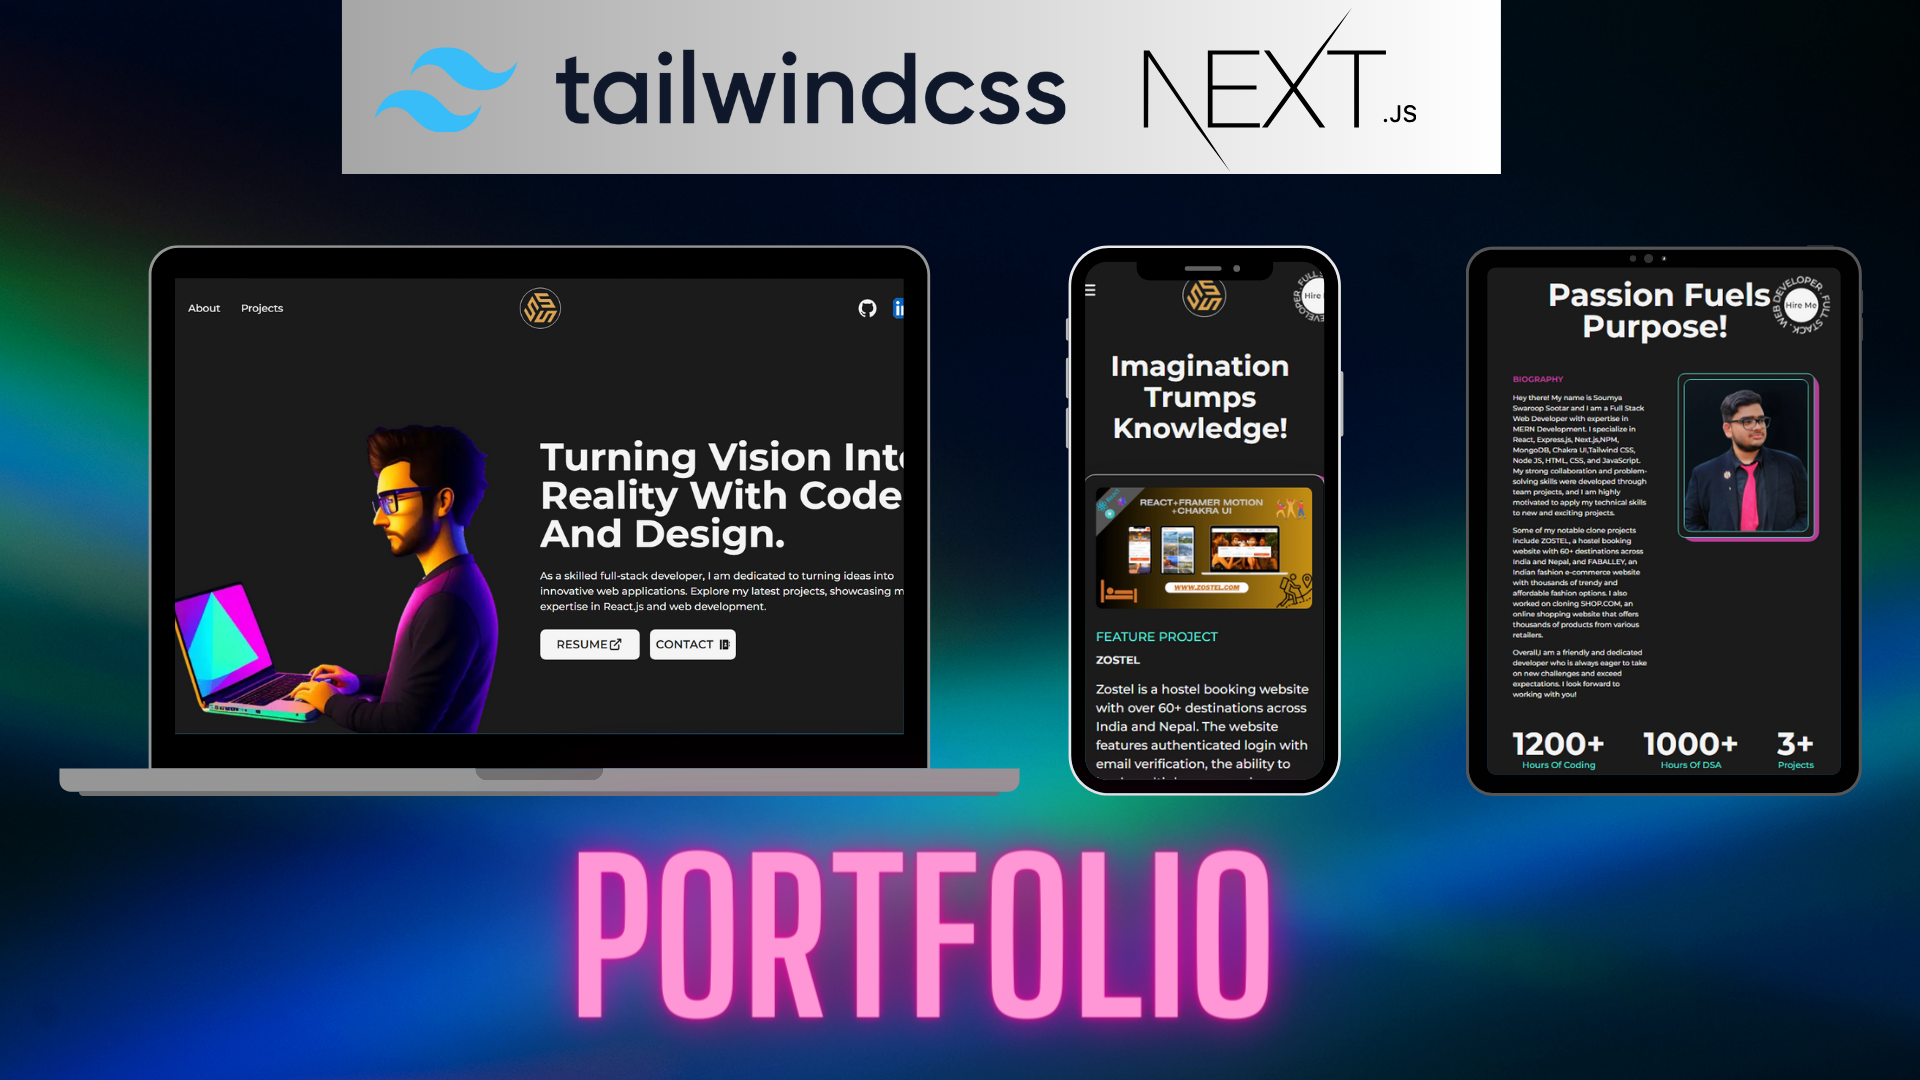 tailwindcss
NEXT.JS
About
Projects
Turning Vision Into
Reality With Code
And Design.
As a skilled full-stack developer, I am dedicated to turning ideas into
innovative web applications. Explore my latest projects, showcasing m
expertise in React.js and web development.
RESUME
CONTACT
Hire
Imagination
Trumps
Knowledge!
REACT+FRAMER MOTION
+CHAKRA UI
WWW.ZOSTEL.COM
FEATURE PROJECT
ZOSTEL
Zostel is a hostel booking website
with over 60+ destinations across
India and Nepal. The website
features authenticated login with
email verification, the ability to
Passion Fuels
Purpose!
WEB DEVELOPER . FULL STACK .
Hire Me
BIOGRAPHY
Hey there! My name is Soumya
Swaroop Sootar and I am a Full Stack
Web Developer with expertise in
MERN Development. I specialize in
React, Express.js, Next.js,NPM,
MongoDB, Chakra UI,Tailwind CSS,
Node JS, HTML, CSS, and JavaScript.
My strong collaboration and problem-
solving skills were developed through
team projects, and I am highly
motivated to apply my technical skills
to new and exciting projects.
Some of my notable clone projects
include ZOSTEL, a hostel booking
website with 60+ destinations across
India and Nepal, and FABALLEY, an
Indian fashion e-commerce website
with thousands of trendy and
affordable fashion options. I also
worked on cloning SHOP.COM, an
online shopping website that offers
thousands of products from various
retailers.
Overall,I am a friendly and dedicated
developer who is always eager to take
on new challenges and exceed
expectations. I look forward to
working with you!
1200+
Hours Of Coding
1000+
Hours Of DSA
3+
Projects
PORTFOLIO